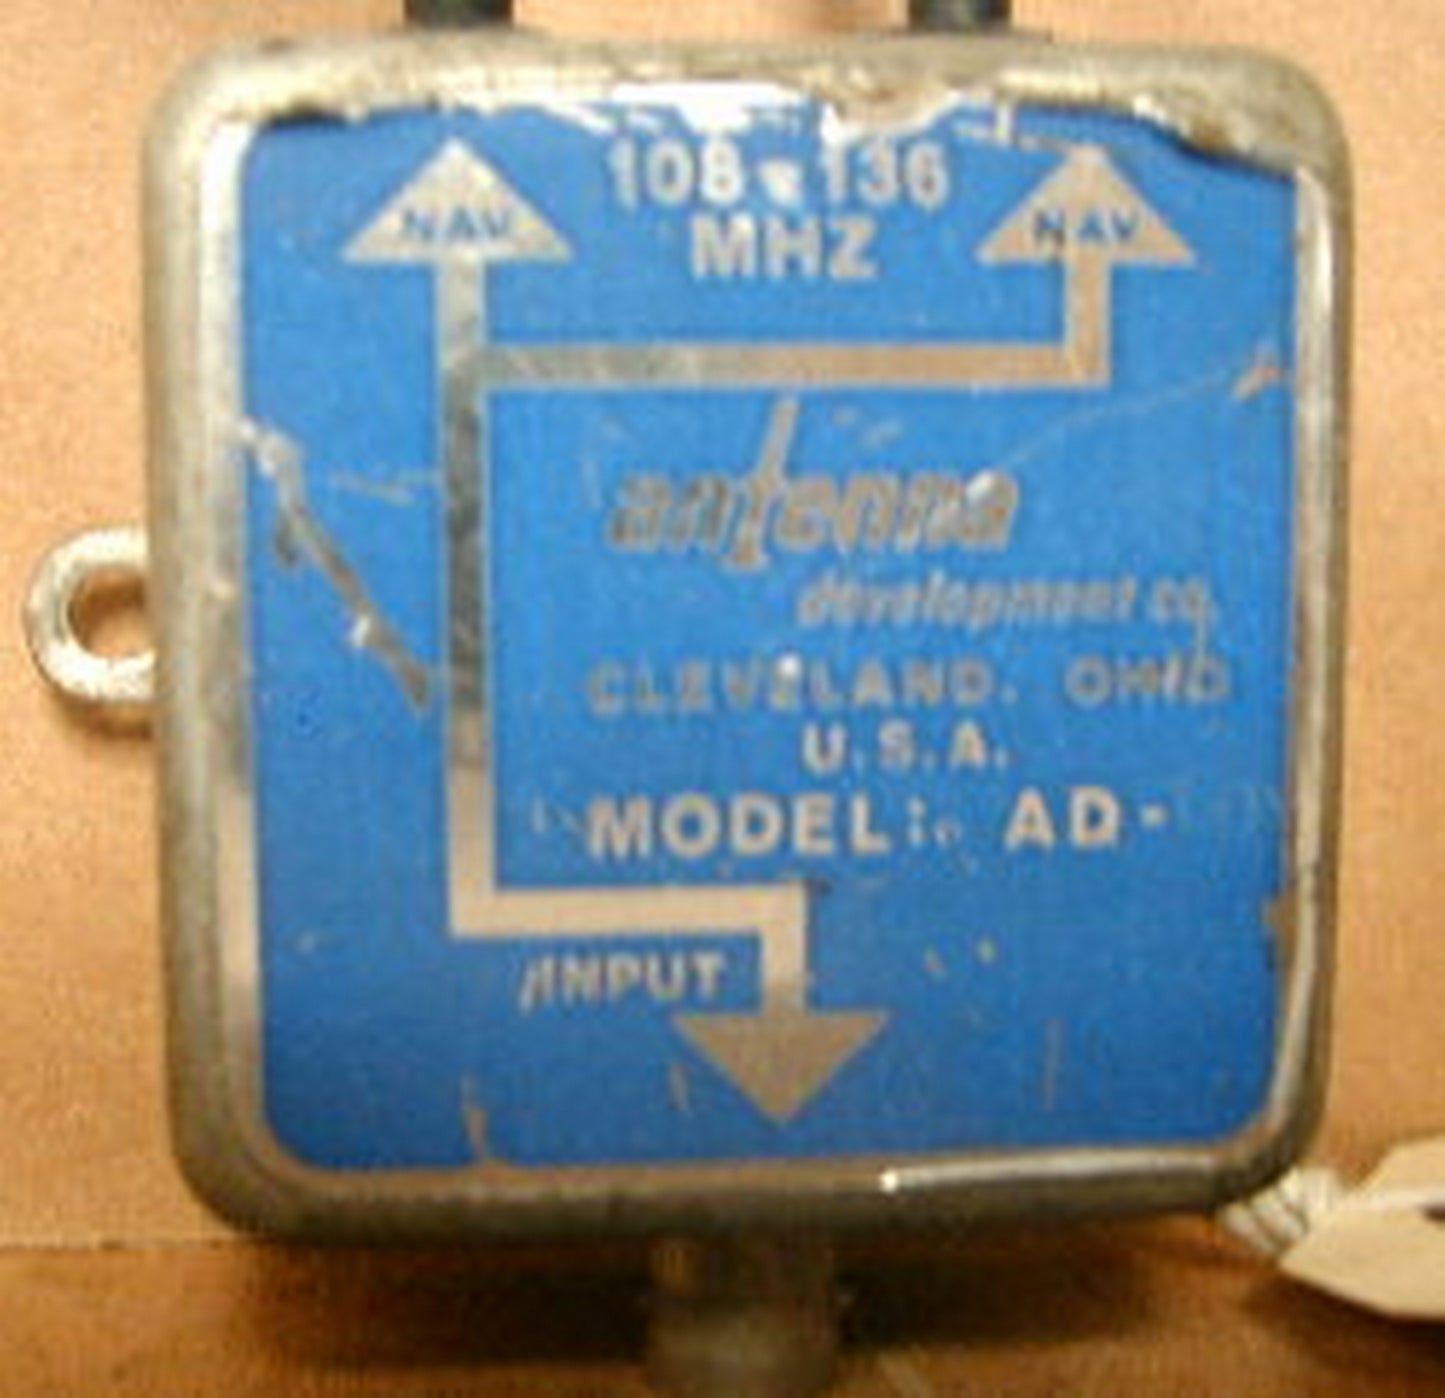 108-136
MHZ
NAV
NAV
antenna
development co.
CLEVELAND, OHIO
U.S.A.
MODEL: AD-
INPUT